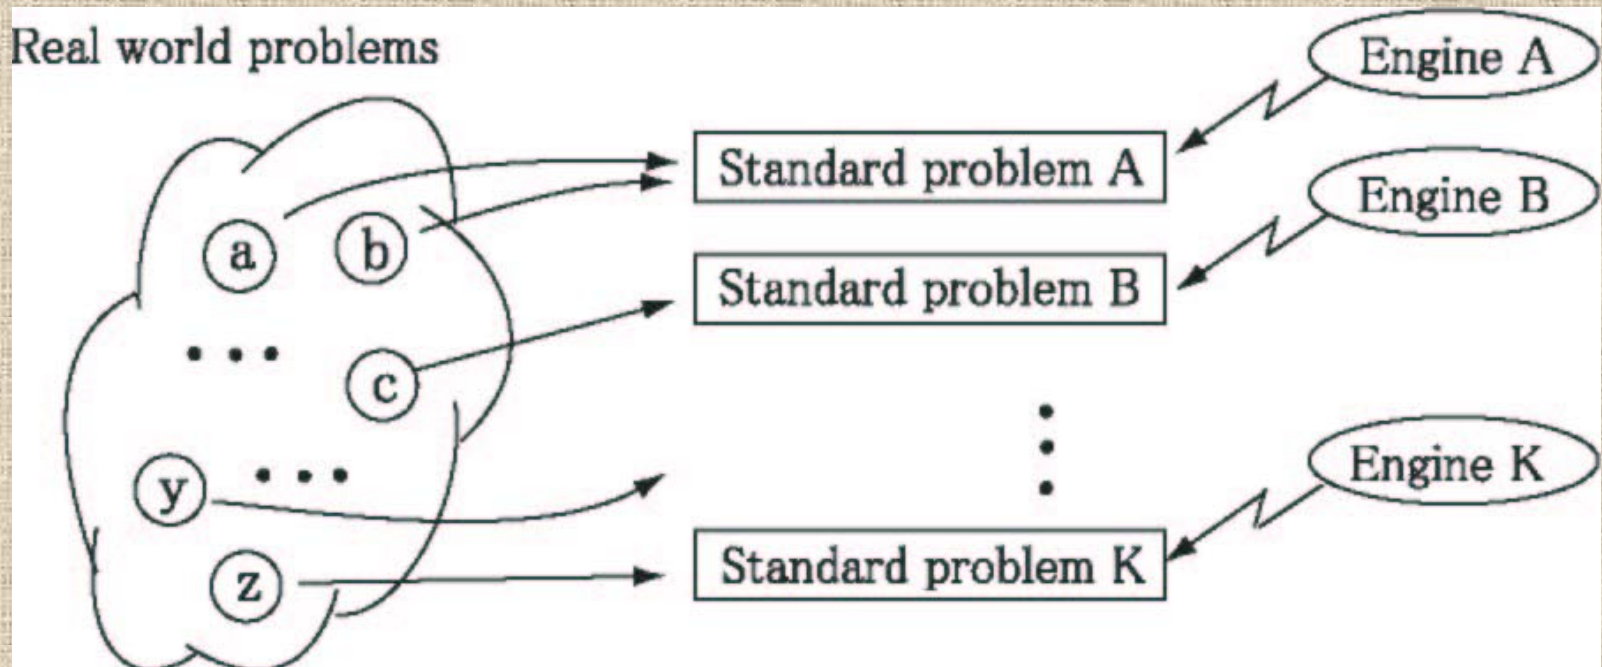 Real world problems
Engine A
Standard problem A
Engine B
a
b
Standard problem B
• • •
c
y
• • •
Engine K
z
Standard problem K